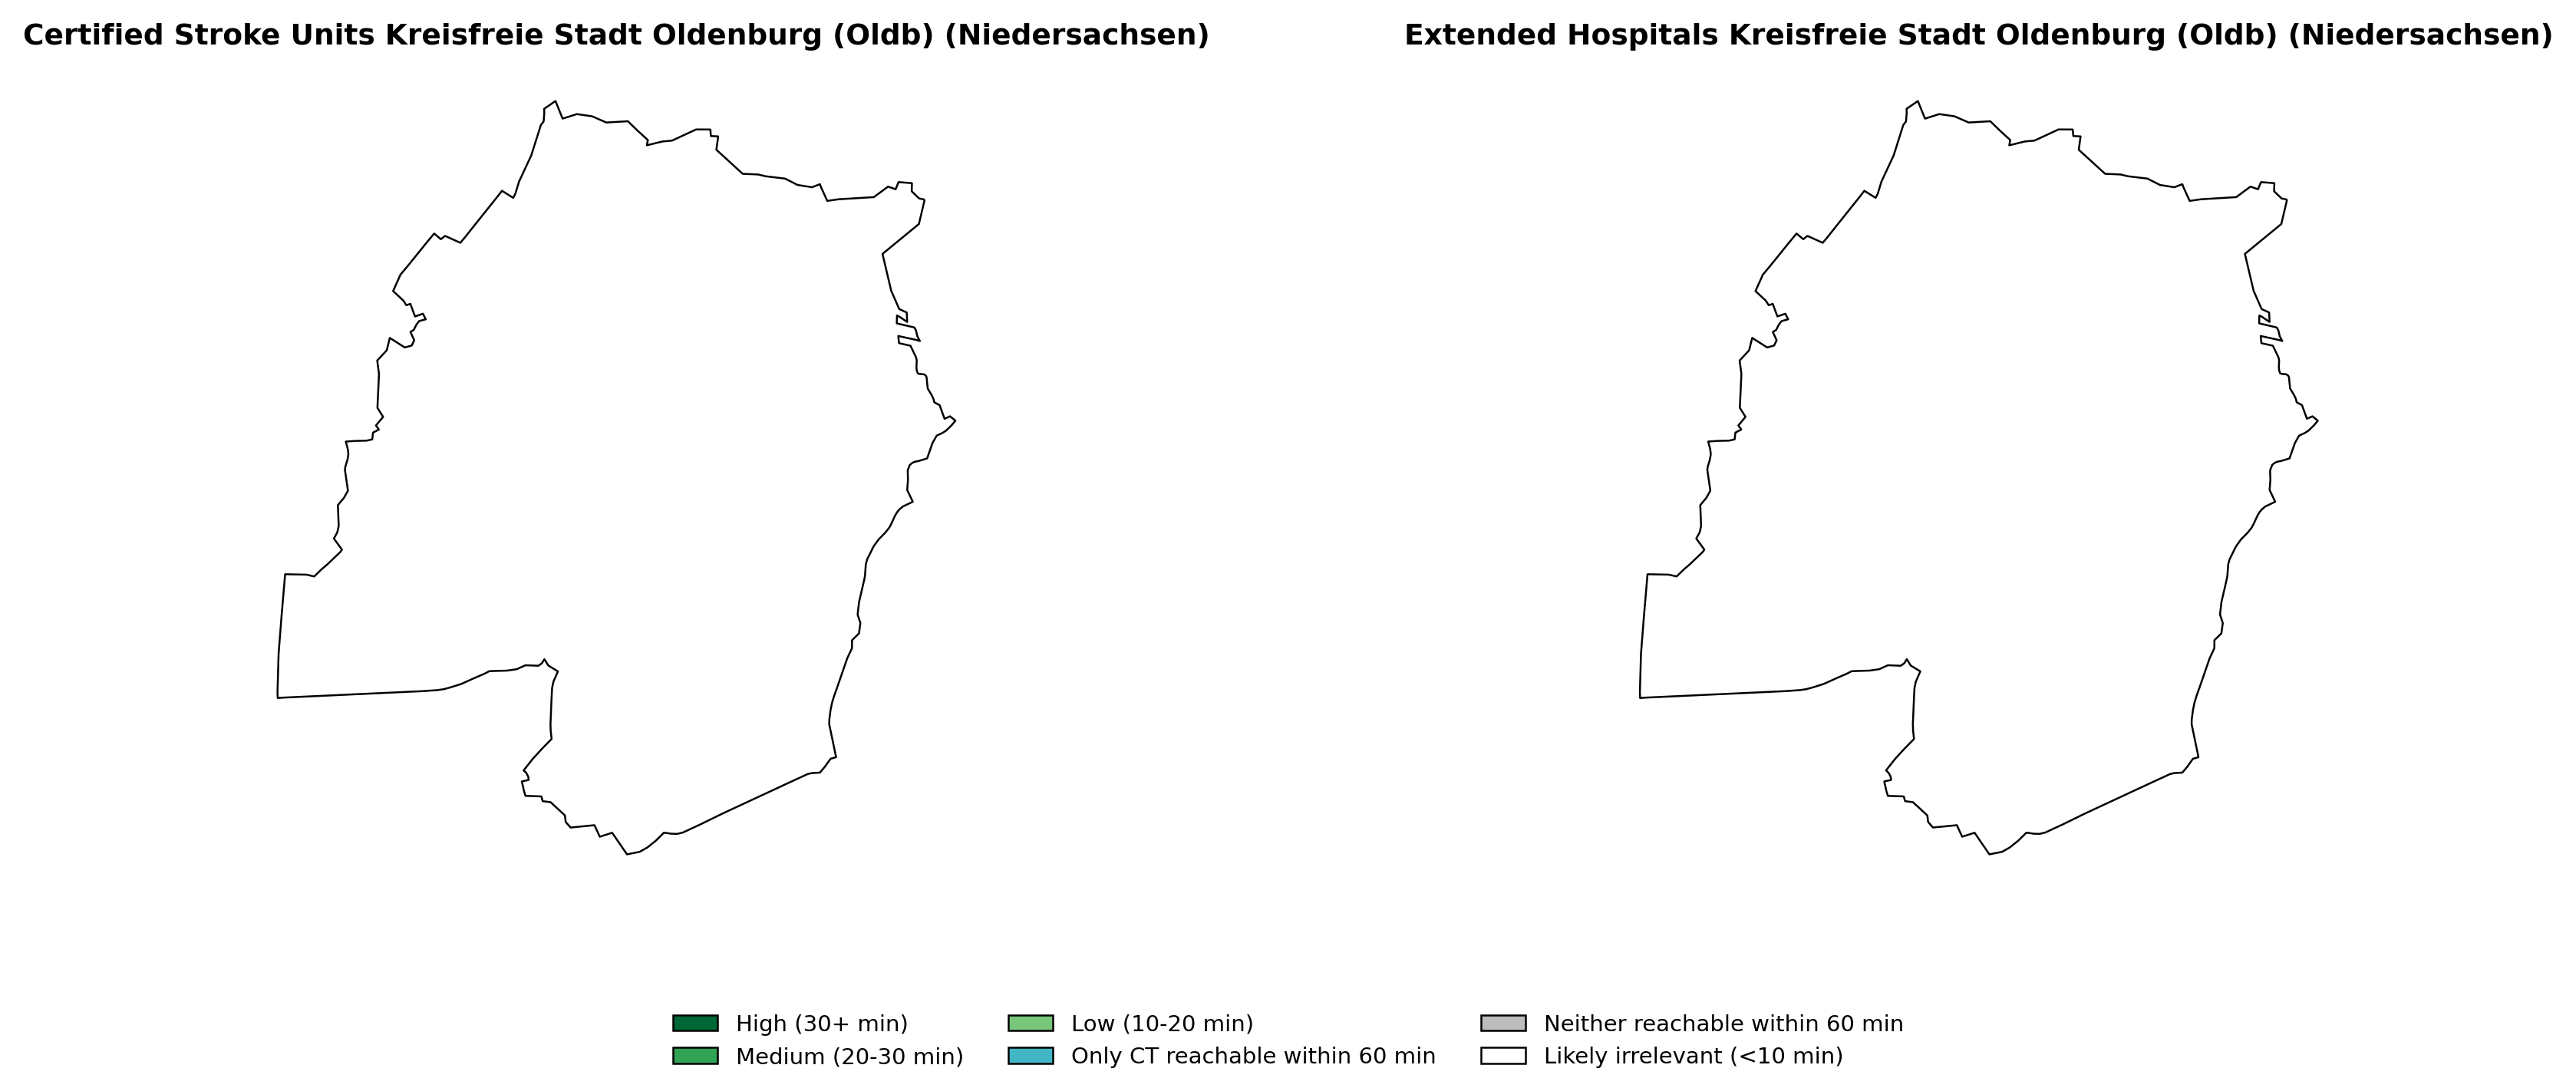 Certified Stroke Units Kreisfreie Stadt Oldenburg (Oldb) (Niedersachsen)
Extended Hospitals Kreisfreie Stadt Oldenburg (Oldb) (Niedersachsen)
High (30+ min)
Medium (20-30 min)
Low (10-20 min)
Only CT reachable within 60 min
Neither reachable within 60 min
Likely irrelevant (<10 min)